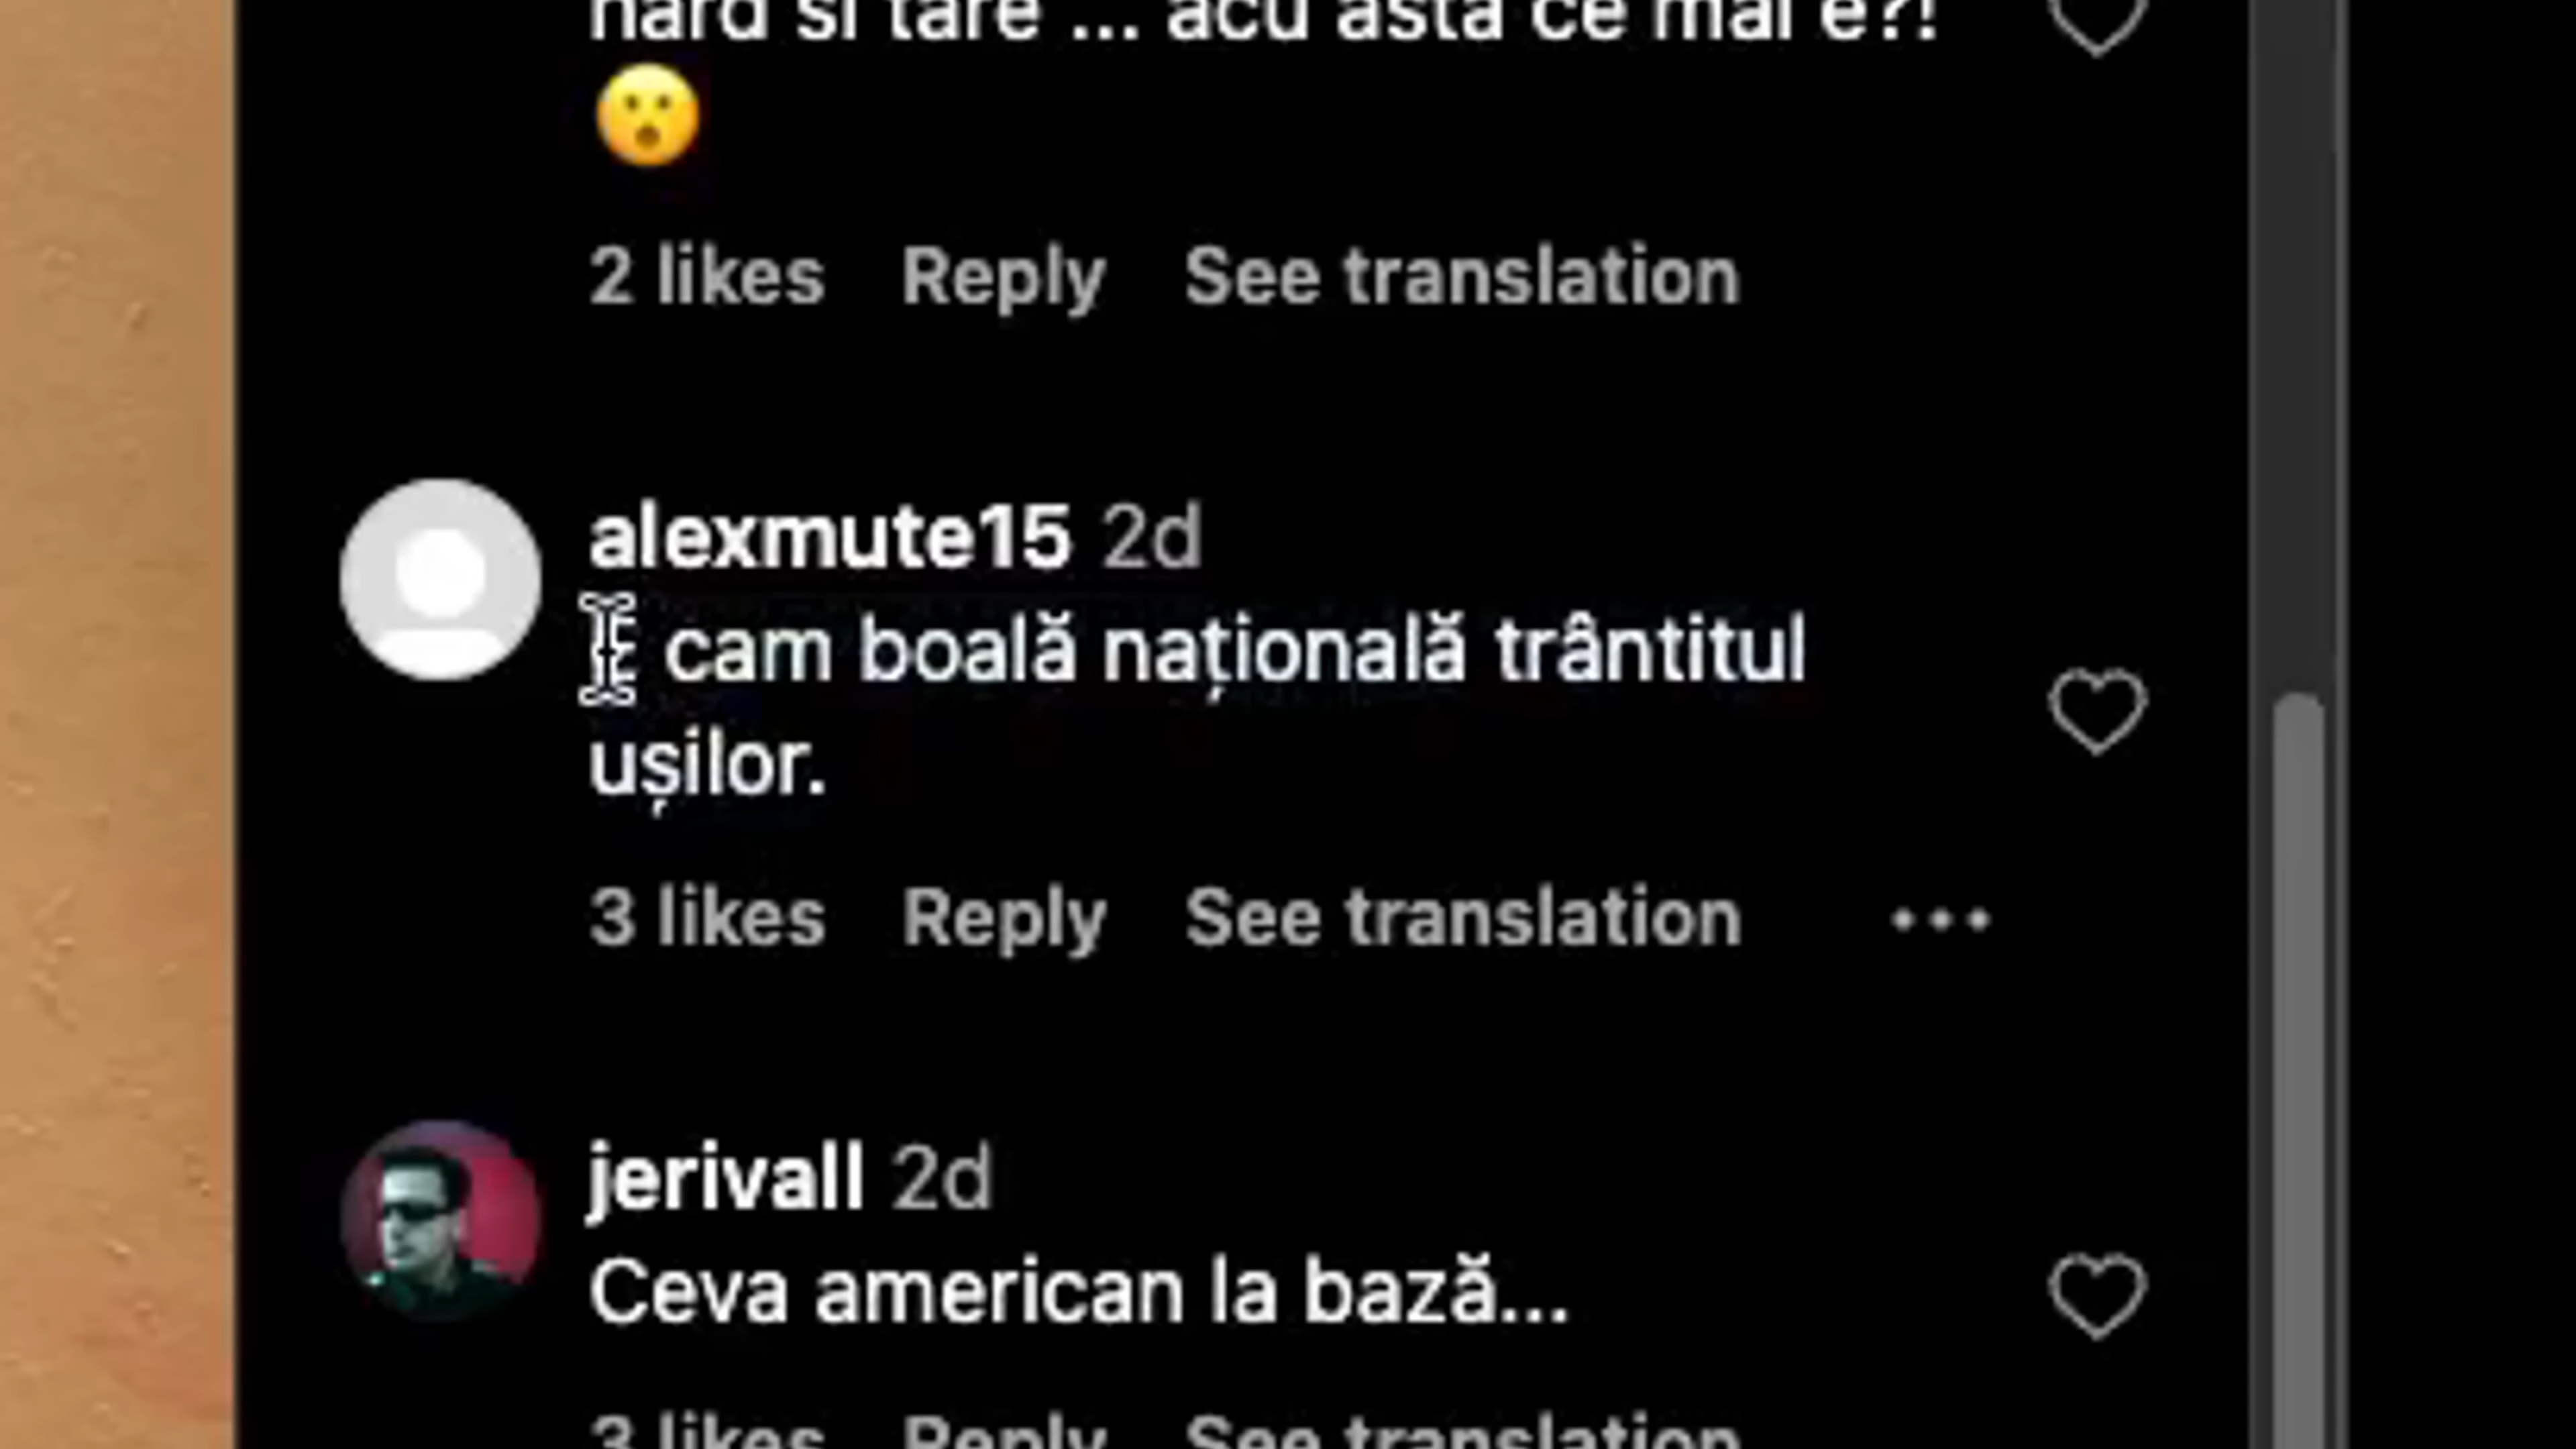 hard si tare ... acu asta ce mai e?!
😮
2 likes Reply See translation
alexmute15 2d
E cam boală națională trântitul
ușilor.
3 likes Reply See translation
jerivall 2d
Ceva american la bază...
3 likes Reply See translation